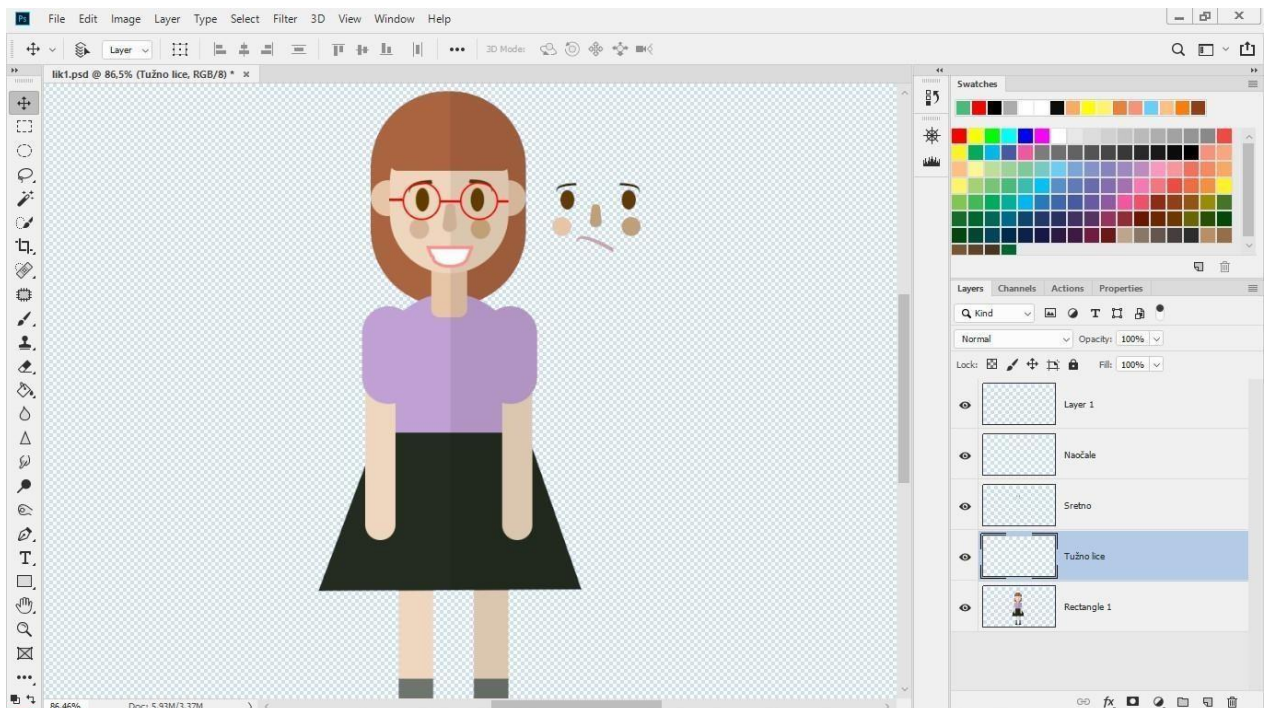 Ps File Edit Image Layer Type Select Filter 3D View Window Help
Layer 3D Mode:
lik1.psd @ 86,5% (Tužno lice, RGB/8) * ×
Swatches
Layers Channels Actions Properties
Kind T
Normal Opacity: 100%
Lock: Fill: 100%
Layer 1
Naočale
Sretno
Tužno lice
Rectangle 1
T
86,46% Doc: 5,93M/3,37M
fx